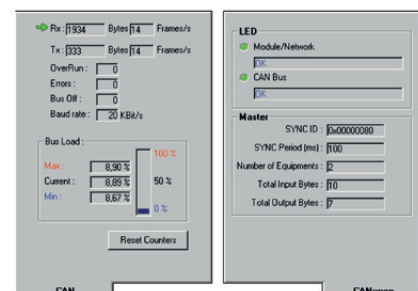 Rx : 1934 Bytes 14 Frames/s
Tx : 333 Bytes 14 Frames/s
OverRun : 0
Errors : 0
Bus Off : 0
Baud rate : 20 KBit/s
Bus Load :
100 %
Max : 8,90 %
Current : 8,89 % 50 %
Min : 8,67 % 0 %
Reset Counters
CAN
LED
Module/Network
OK
CAN Bus
OK
Master
SYNC ID : 0x00000080
SYNC Period (ms) : 100
Number of Equipments : 2
Total Input Bytes : 10
Total Output Bytes : 7
CANopen